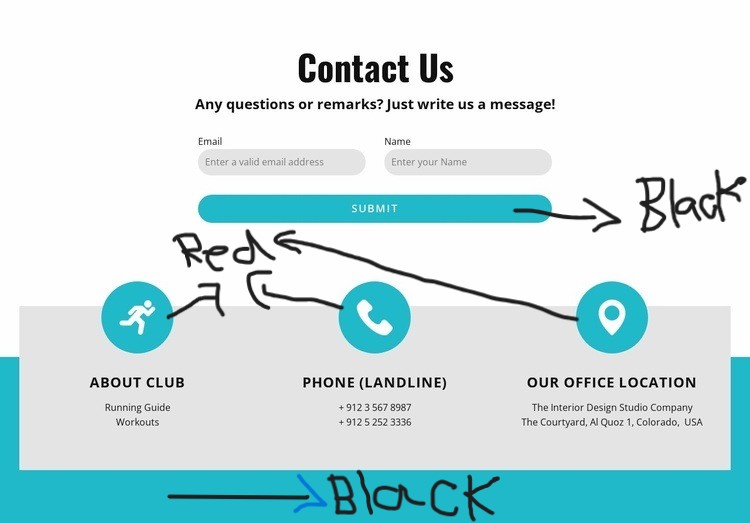 Contact Us
Any questions or remarks? Just write us a message!
Email Name
Enter a valid email address Enter your Name
SUBMIT
Black
Red
ABOUT CLUB PHONE (LANDLINE) OUR OFFICE LOCATION
Running Guide + 912 3 567 8987 The Interior Design Studio Company
Workouts + 912 5 252 3336 The Courtyard, Al Quoz 1, Colorado, USA
BlaCK